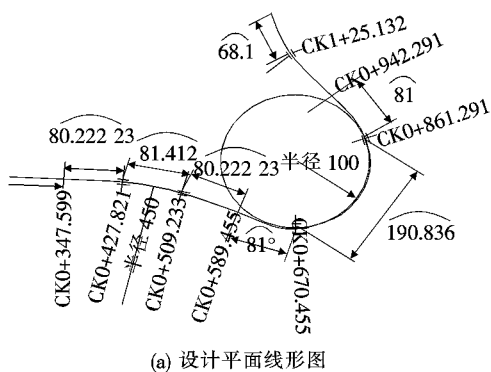 68.1
CK1+25.132
CK0+942.291
81
CK0+861.291
80.222 23
81.412
80.222 23
半径 100
190.836
CK0+347.599
CK0+427.821
半径 450
CK0+509.233
CK0+589.455
81°
CK0+670.455
(a) 设计平面线形图